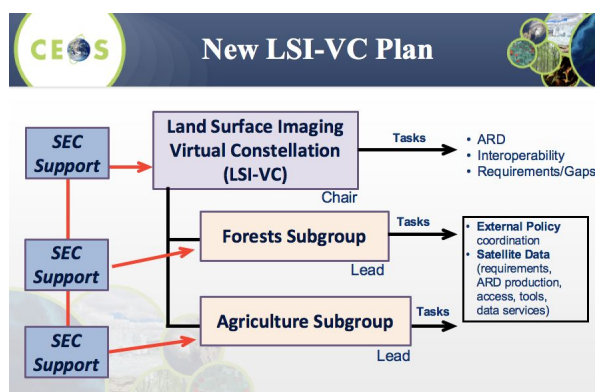 CEOS
New LSI-VC Plan
SEC
Support
Land Surface Imaging
Virtual Constellation
(LSI-VC)
Chair
Tasks
• ARD
• Interoperability
• Requirements/Gaps
SEC
Support
Forests Subgroup
Lead
Tasks
• External Policy
coordination
• Satellite Data
(requirements,
ARD production,
access, tools,
data services)
SEC
Support
Agriculture Subgroup
Lead
Tasks